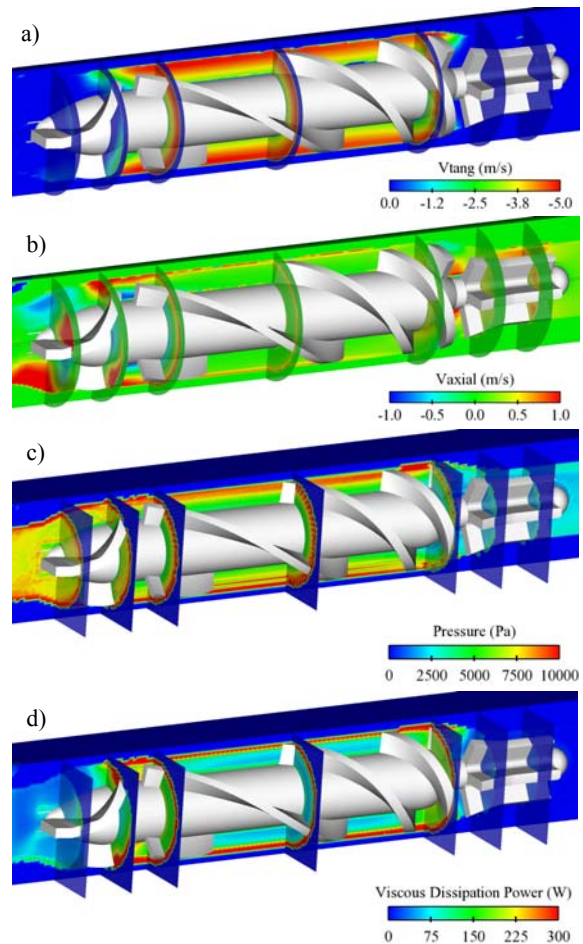 a)
Vtang (m/s)
0.0 -1.2 -2.5 -3.8 -5.0
b)
Vaxial (m/s)
-1.0 -0.5 0.0 0.5 1.0
c)
Pressure (Pa)
0 2500 5000 7500 10000
d)
Viscous Dissipation Power (W)
0 75 150 225 300